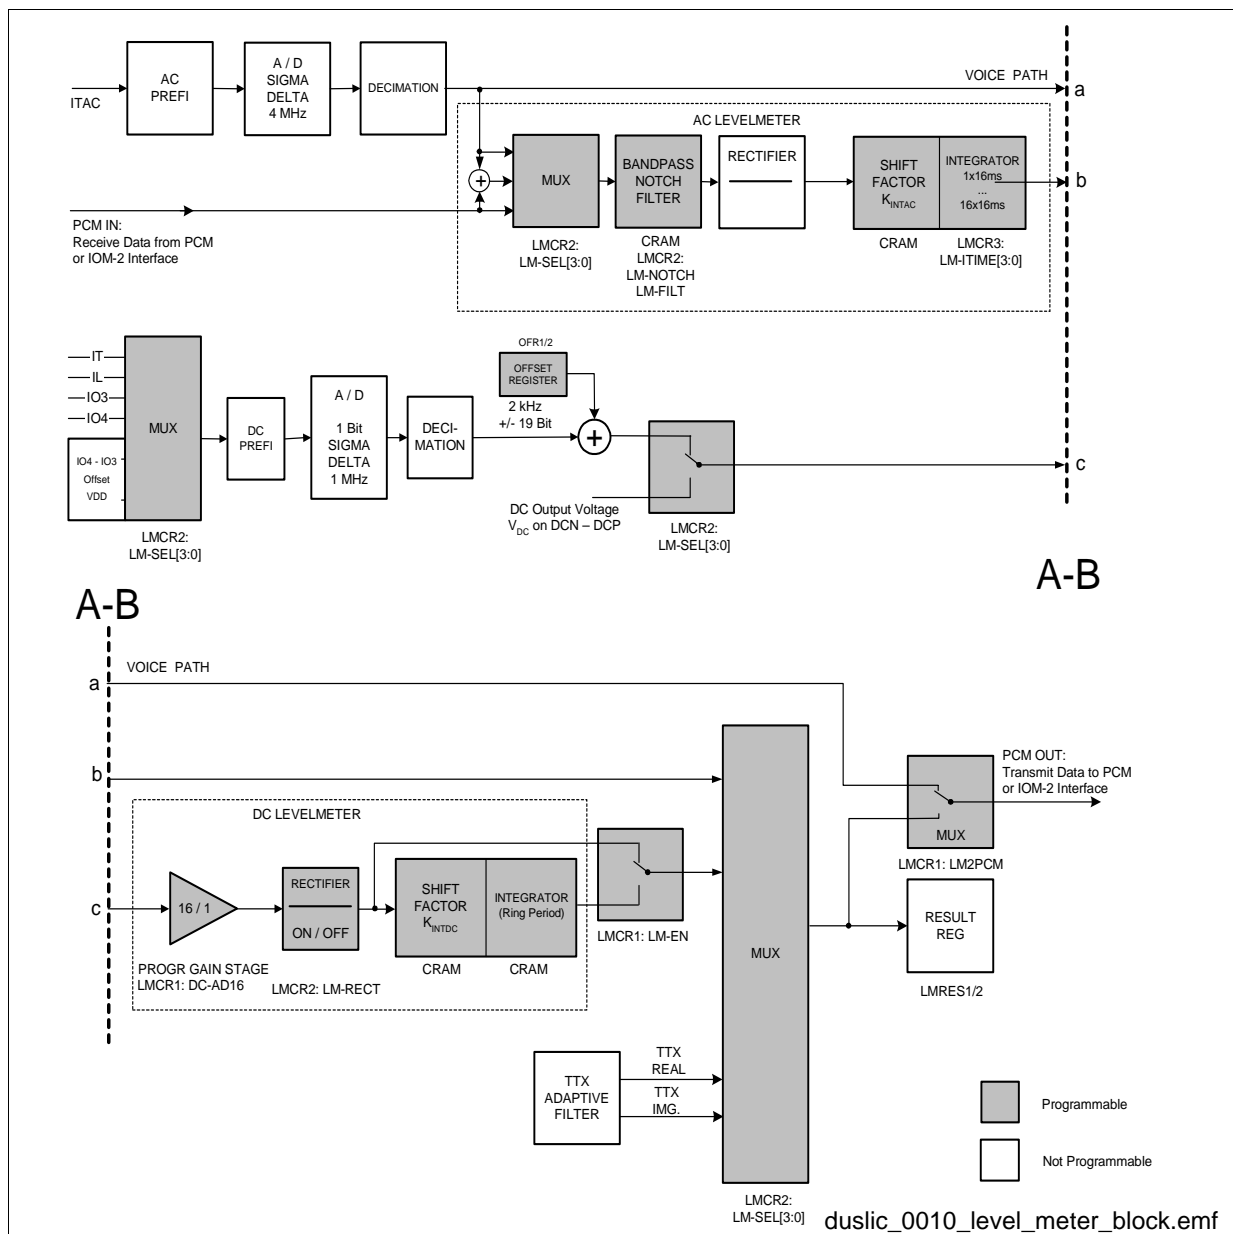 ITAC
AC
PREFI
A / D
SIGMA
DELTA
4 MHz
DECIMATION
VOICE PATH
a
AC LEVELMETER
MUX
BANDPASS
NOTCH
FILTER
RECTIFIER
SHIFT
FACTOR
KINTAC
INTEGRATOR
1x16ms
...
16x16ms
b
+
PCM IN:
Receive Data from PCM
or IOM-2 Interface
LMCR2:
LM-SEL[3:0]
CRAM
LMCR2:
LM-NOTCH
LM-FILT
CRAM
LMCR3:
LM-ITIME[3:0]
IT
IL
IO3
IO4
IO4 - IO3
Offset
VDD
MUX
LMCR2:
LM-SEL[3:0]
DC
PREFI
A / D
1 Bit
SIGMA
DELTA
1 MHz
DECI-
MATION
OFR1/2
OFFSET
REGISTER
2 kHz
+/- 19 Bit
+
DC Output Voltage
VDC on DCN – DCP
LMCR2:
LM-SEL[3:0]
c
A-B
A-B
a
VOICE PATH
b
DC LEVELMETER
c
16 / 1
PROGR GAIN STAGE
LMCR1: DC-AD16
RECTIFIER
ON / OFF
LMCR2: LM-RECT
SHIFT
FACTOR
KINTDC
INTEGRATOR
(Ring Period)
CRAM
CRAM
LMCR1: LM-EN
MUX
LMCR2:
LM-SEL[3:0]
PCM OUT:
Transmit Data to PCM
or IOM-2 Interface
MUX
LMCR1: LM2PCM
RESULT
REG
LMRES1/2
TTX
ADAPTIVE
FILTER
TTX
REAL
TTX
IMG.
Programmable
Not Programmable
duslic_0010_level_meter_block.emf